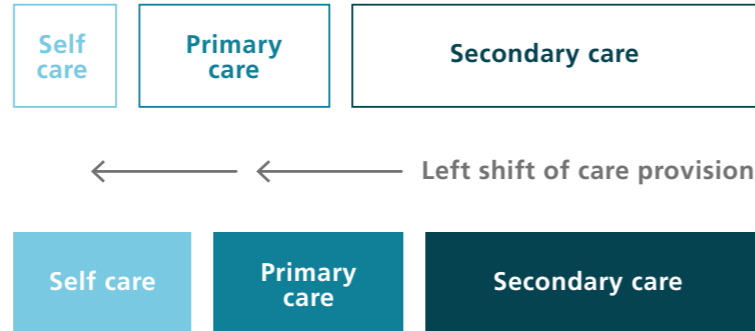 Self
care
Primary
care
Secondary care
Left shift of care provision
Self care
Primary
care
Secondary care